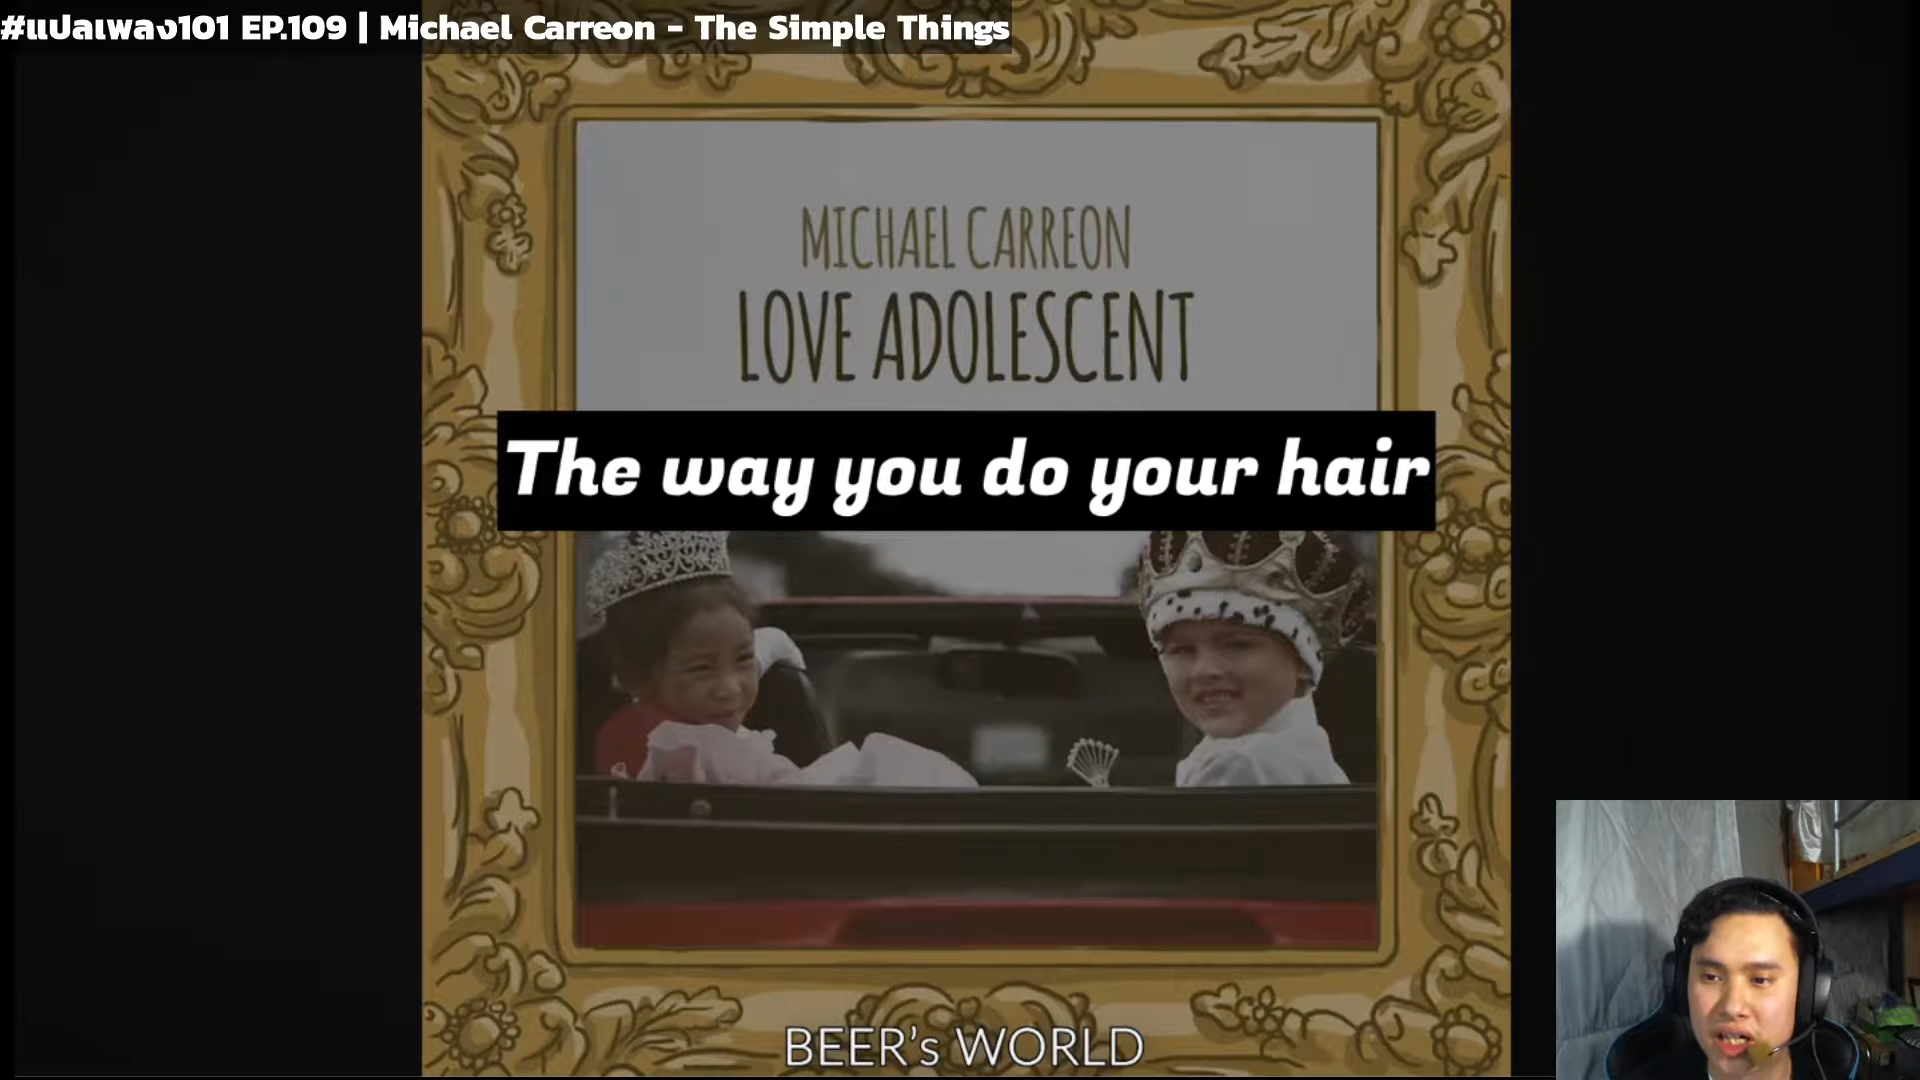 #แปลเพลง101 EP.109 | Michael Carreon - The Simple Things
MICHAEL CARREON
LOVE ADOLESCENT
The way you do your hair
BEER's WORLD